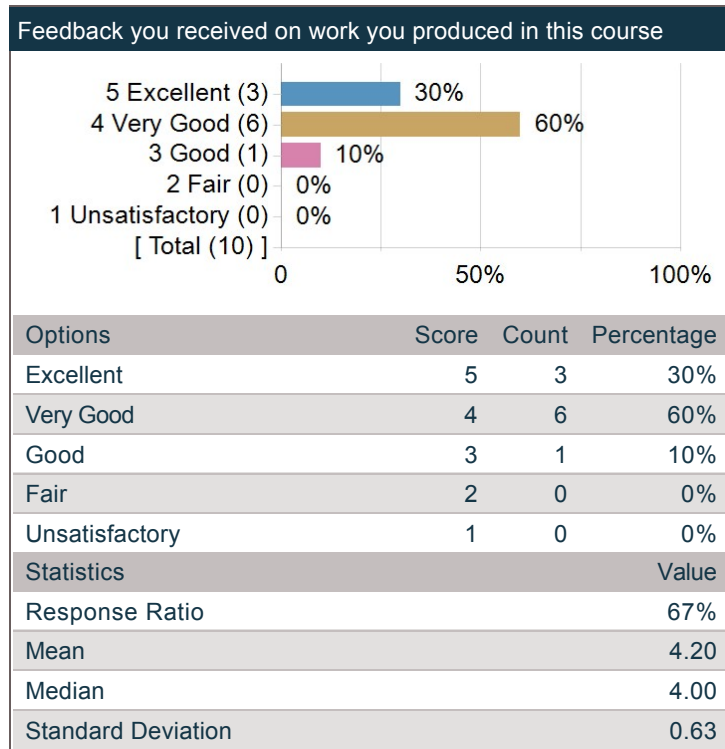 Feedback you received on work you produced in this course
5 Excellent (3) 30%
4 Very Good (6) 60%
3 Good (1) 10%
2 Fair (0) 0%
1 Unsatisfactory (0) 0%
[ Total (10) ]
0 50% 100%
Options Score Count Percentage
Excellent 5 3 30%
Very Good 4 6 60%
Good 3 1 10%
Fair 2 0 0%
Unsatisfactory 1 0 0%
Statistics Value
Response Ratio 67%
Mean 4.20
Median 4.00
Standard Deviation 0.63